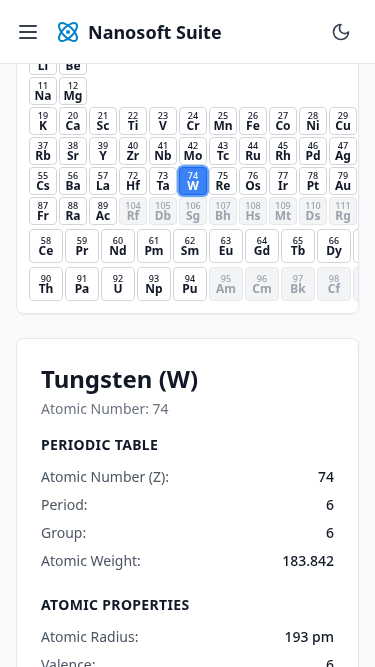 Nanosoft Suite
Li Be
11 12
Na Mg
19 20 21 22 23 24 25 26 27 28 29
K Ca Sc Ti V Cr Mn Fe Co Ni Cu
37 38 39 40 41 42 43 44 45 46 47
Rb Sr Y Zr Nb Mo Tc Ru Rh Pd Ag
55 56 57 72 73 74 75 76 77 78 79
Cs Ba La Hf Ta W Re Os Ir Pt Au
87 88 89 104 105 106 107 108 109 110 111
Fr Ra Ac Rf Db Sg Bh Hs Mt Ds Rg
58 59 60 61 62 63 64 65 66
Ce Pr Nd Pm Sm Eu Gd Tb Dy
90 91 92 93 94 95 96 97 98
Th Pa U Np Pu Am Cm Bk Cf
Tungsten (W)
Atomic Number: 74
PERIODIC TABLE
Atomic Number (Z): 74
Period: 6
Group: 6
Atomic Weight: 183.842
ATOMIC PROPERTIES
Atomic Radius: 193 pm
Valence: 6